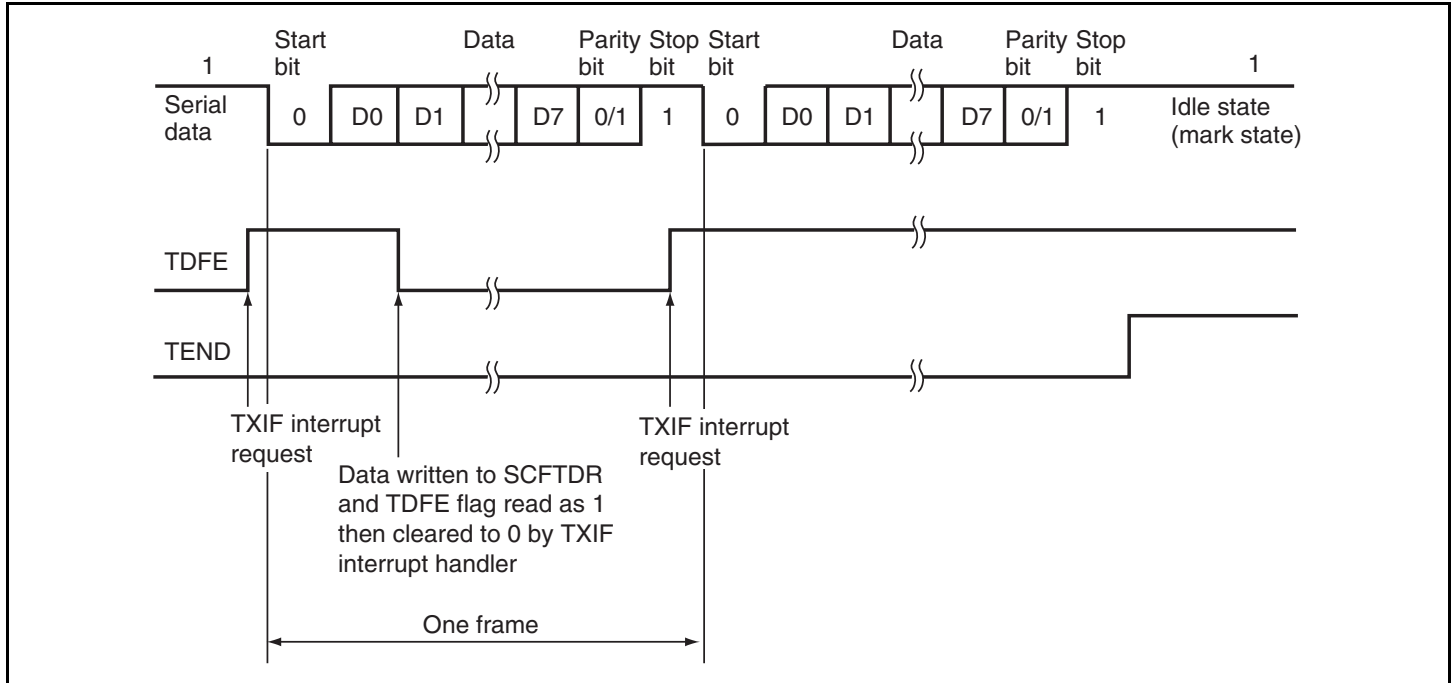 Start bit
Data
Parity bit
Stop bit
Start bit
Data
Parity bit
Stop bit
1
1
Serial data
0
D0
D1
D7
0/1
1
0
D0
D1
D7
0/1
1
Idle state
(mark state)
TDFE
TEND
TXIF interrupt
request
TXIF interrupt
request
Data written to SCFTDR
and TDFE flag read as 1
then cleared to 0 by TXIF
interrupt handler
One frame